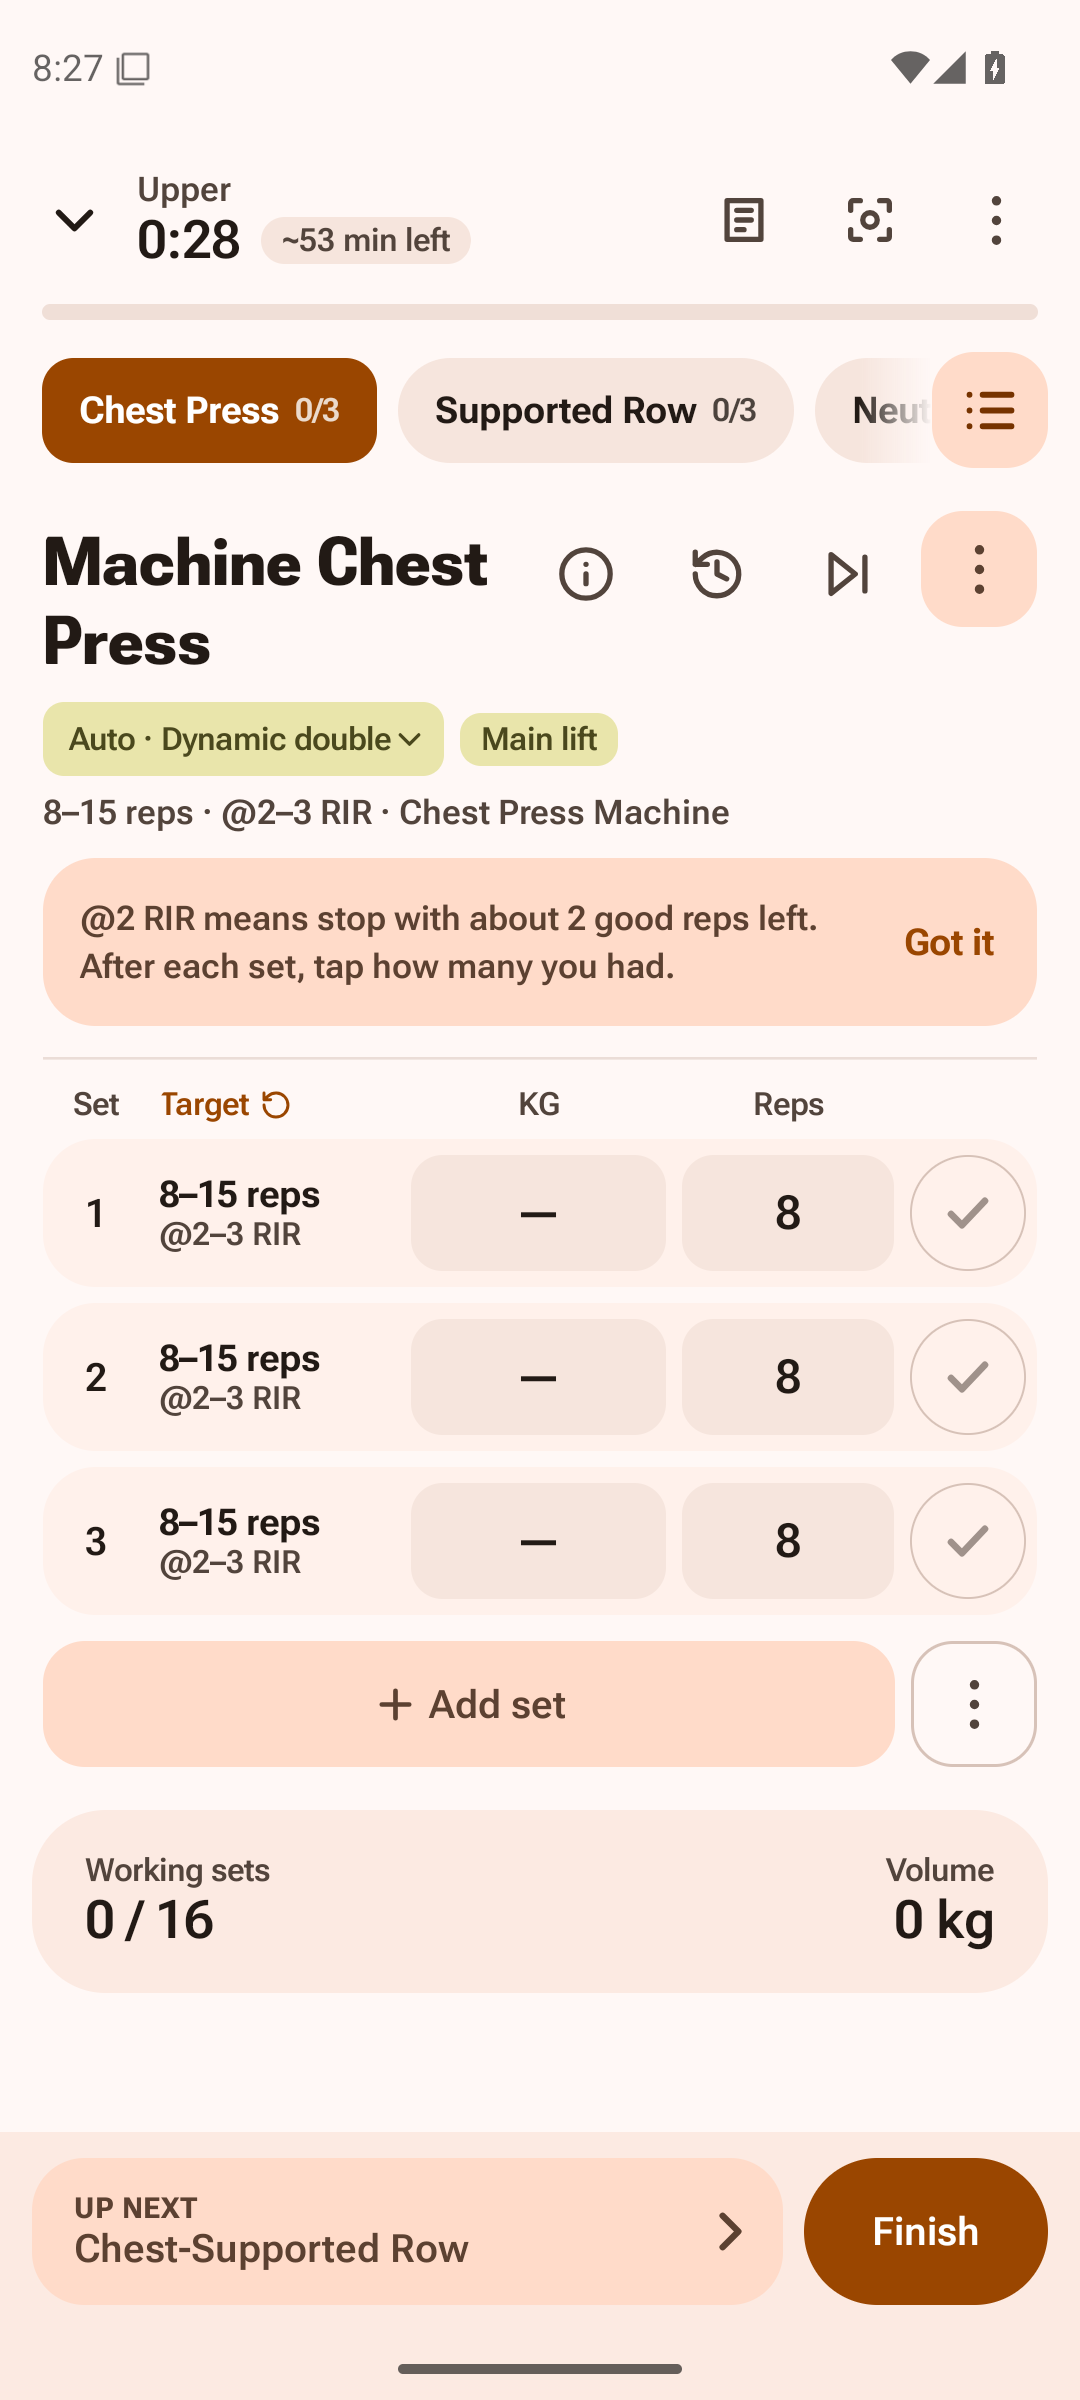 8:27
Upper
0:28 ~53 min left
Chest Press 0/3 Supported Row 0/3 Neut
Machine Chest
Press
Auto · Dynamic double Main lift
8–15 reps · @2–3 RIR · Chest Press Machine
@2 RIR means stop with about 2 good reps left.
After each set, tap how many you had.
Got it
Set Target KG Reps
1 8–15 reps — 8
@2–3 RIR
2 8–15 reps — 8
@2–3 RIR
3 8–15 reps — 8
@2–3 RIR
+ Add set
Working sets Volume
0 / 16 0 kg
UP NEXT
Chest-Supported Row
Finish